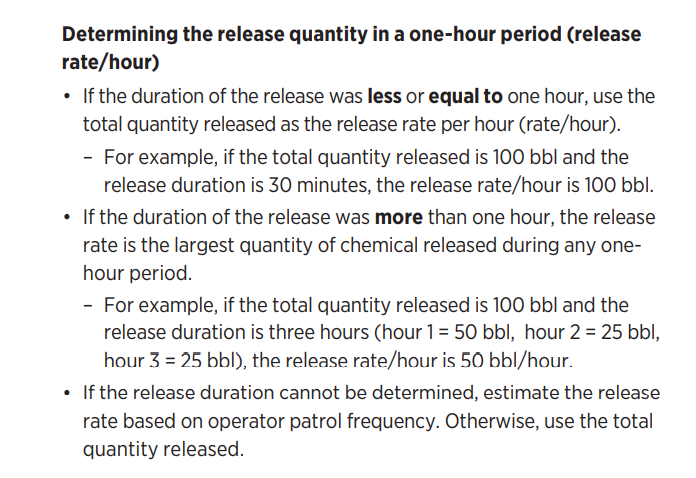 Determining the release quantity in a one-hour period (release
rate/hour)
• If the duration of the release was less or equal to one hour, use the
total quantity released as the release rate per hour (rate/hour).
– For example, if the total quantity released is 100 bbl and the
release duration is 30 minutes, the release rate/hour is 100 bbl.
• If the duration of the release was more than one hour, the release
rate is the largest quantity of chemical released during any one-
hour period.
– For example, if the total quantity released is 100 bbl and the
release duration is three hours (hour 1 = 50 bbl, hour 2 = 25 bbl,
hour 3 = 25 bbl), the release rate/hour is 50 bbl/hour.
• If the release duration cannot be determined, estimate the release
rate based on operator patrol frequency. Otherwise, use the total
quantity released.